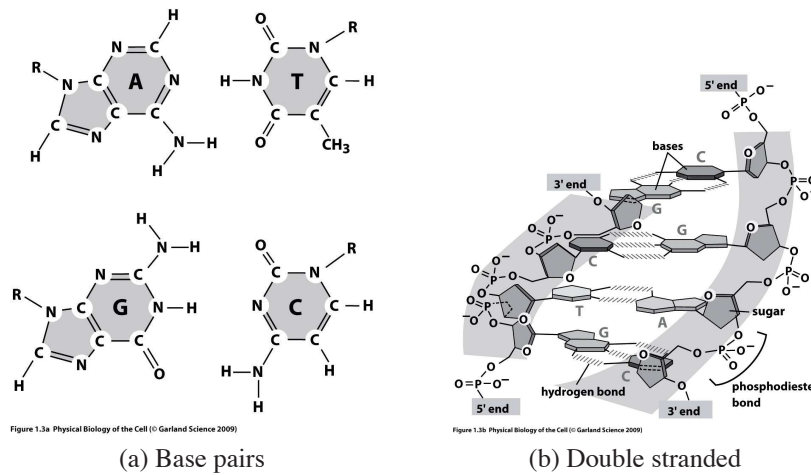 H
N
C
R
N
C
A
N
C
C
C
N
H
N
H
H
O
C
N
R
H
N
T
C
H
C
C
O
CH3
H
N
H
N
C
R
N
C
G
N
H
C
C
C
N
H
O
O
C
N
R
N
C
C
H
C
C
H
N
H
H
Figure 1.3a Physical Biology of the Cell (© Garland Science 2009)
(a) Base pairs
5' end
O
P
O−
O
O
bases
C
O
O
P
O−
O
O
3' end
O
G
O
G
O
O−
P
O
O
O
C
O
O
P
O−
O
O−
P
O
O
O
T
A
O
sugar
O−
P
O
O
O
G
O
P
O−
O
O
O
P
O−
O
O
C
O
O
hydrogen bond
phosphodieste
bond
5' end
3' end
Figure 1.3b Physical Biology of the Cell (© Garland Science 2009)
(b) Double stranded